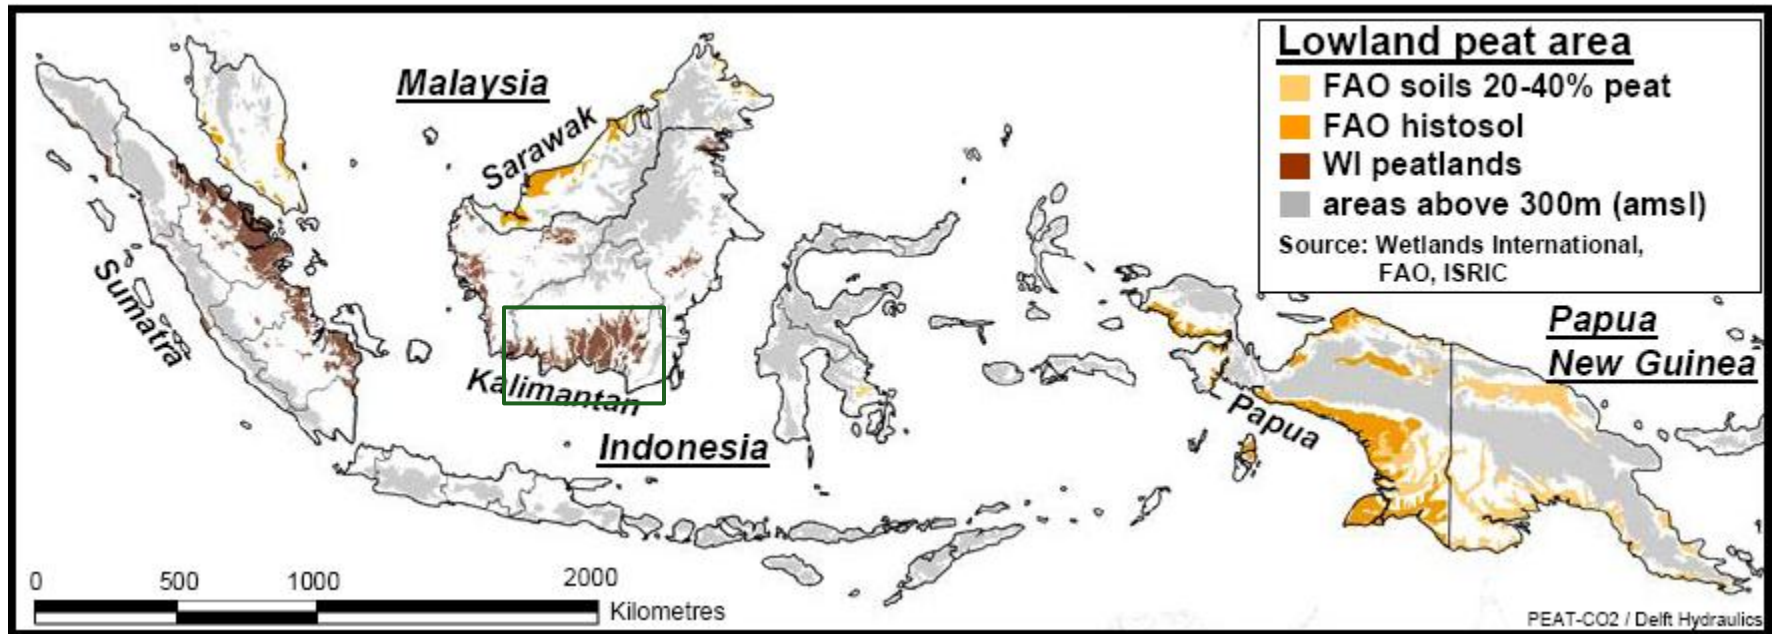 Lowland peat area
FAO soils 20-40% peat
FAO histosol
WI peatlands
areas above 300m (amsl)
Source: Wetlands International,
FAO, ISRIC
Malaysia
Sarawak
Sumatra
Kalimantan
Indonesia
Papua
Papua
New Guinea
0 500 1000 2000
Kilometres
PEAT-CO2 / Delft Hydraulics